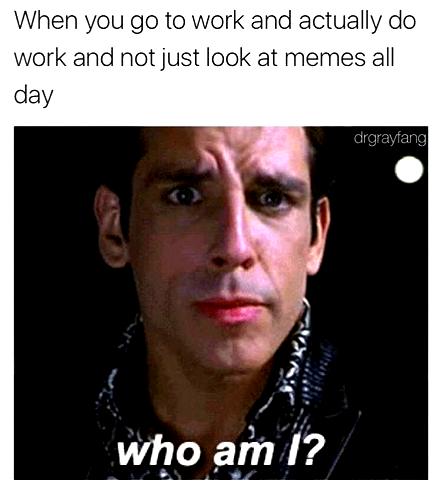 When you go to work and actually do
work and not just look at memes all
day
drgrayfang
who am I?